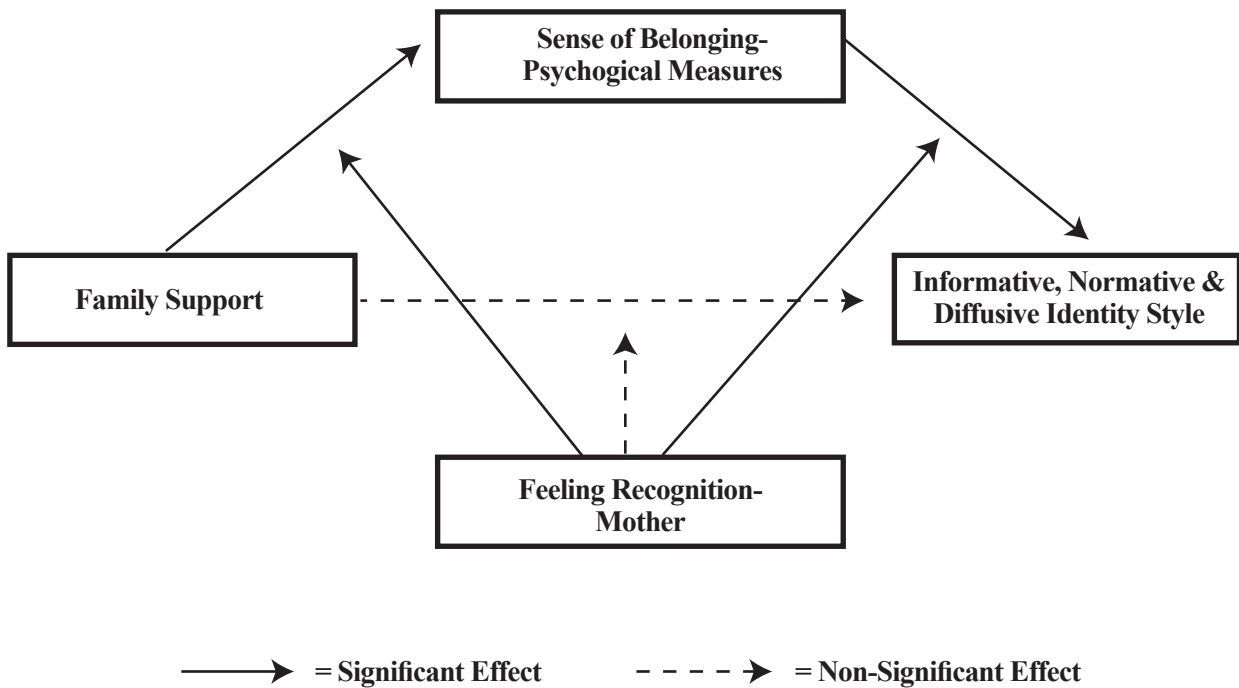 Sense of Belonging-
Psychogical Measures
Family Support
Informative, Normative &
Diffusive Identity Style
Feeling Recognition-
Mother
= Significant Effect
= Non-Significant Effect